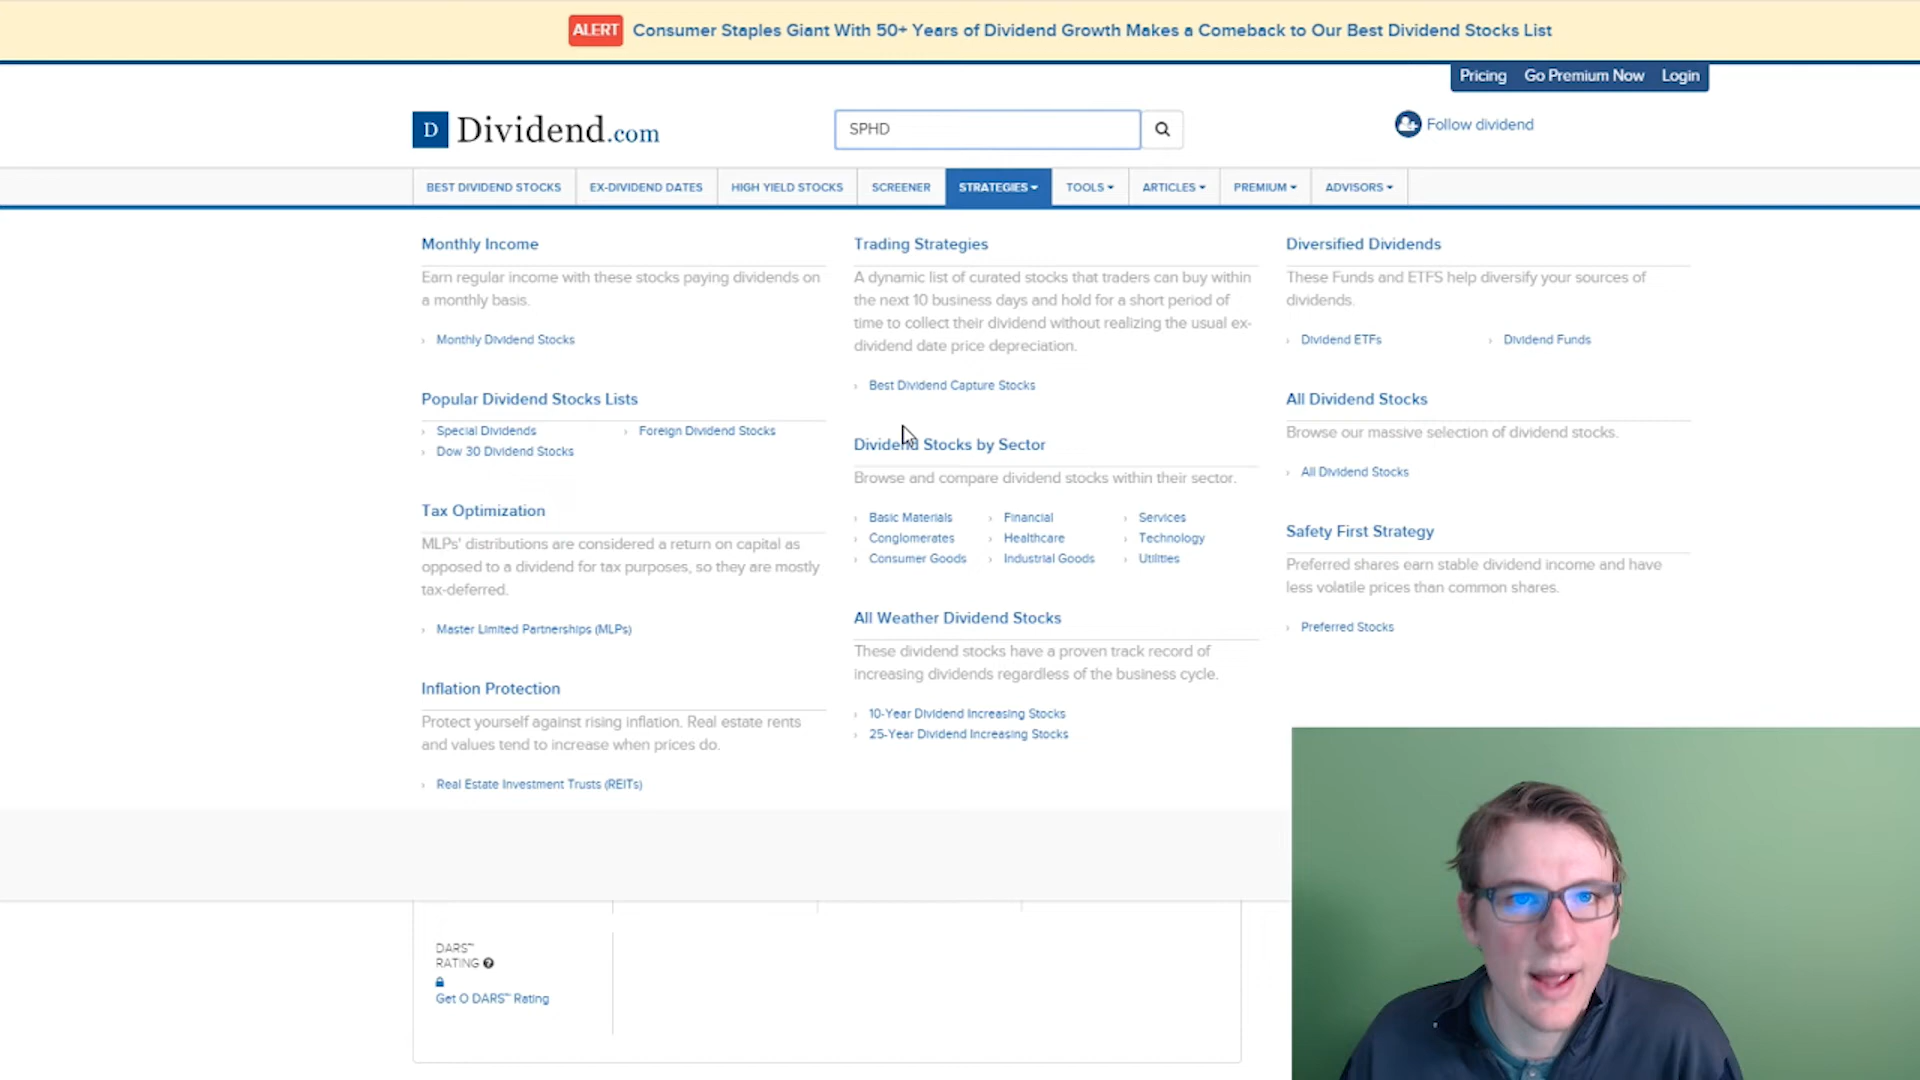 ALERT Consumer Staples Giant With 50+ Years of Dividend Growth Makes a Comeback to Our Best Dividend Stocks List
Pricing Go Premium Now Login
D Dividend.com
SPHD
Follow dividend
BEST DIVIDEND STOCKS EX-DIVIDEND DATES HIGH YIELD STOCKS SCREENER STRATEGIES TOOLS ARTICLES PREMIUM ADVISORS
Monthly Income
Earn regular income with these stocks paying dividends on
a monthly basis.
Monthly Dividend Stocks
Popular Dividend Stocks Lists
Special Dividends Foreign Dividend Stocks
Dow 30 Dividend Stocks
Tax Optimization
MLPs' distributions are considered a return on capital as
opposed to a dividend for tax purposes, so they are mostly
tax-deferred.
Master Limited Partnerships (MLPs)
Inflation Protection
Protect yourself against rising inflation. Real estate rents
and values tend to increase when prices do.
Real Estate Investment Trusts (REITs)
Trading Strategies
A dynamic list of curated stocks that traders can buy within
the next 10 business days and hold for a short period of
time to collect their dividend without realizing the usual ex-
dividend date price depreciation.
Best Dividend Capture Stocks
Dividend Stocks by Sector
Browse and compare dividend stocks within their sector.
Basic Materials Financial Services
Conglomerates Healthcare Technology
Consumer Goods Industrial Goods Utilities
All Weather Dividend Stocks
These dividend stocks have a proven track record of
increasing dividends regardless of the business cycle.
10-Year Dividend Increasing Stocks
25-Year Dividend Increasing Stocks
Diversified Dividends
These Funds and ETFS help diversify your sources of
dividends.
Dividend ETFs Dividend Funds
All Dividend Stocks
Browse our massive selection of dividend stocks.
All Dividend Stocks
Safety First Strategy
Preferred shares earn stable dividend income and have
less volatile prices than common shares.
Preferred Stocks
DARS™
RATING ?
Get O DARS™ Rating